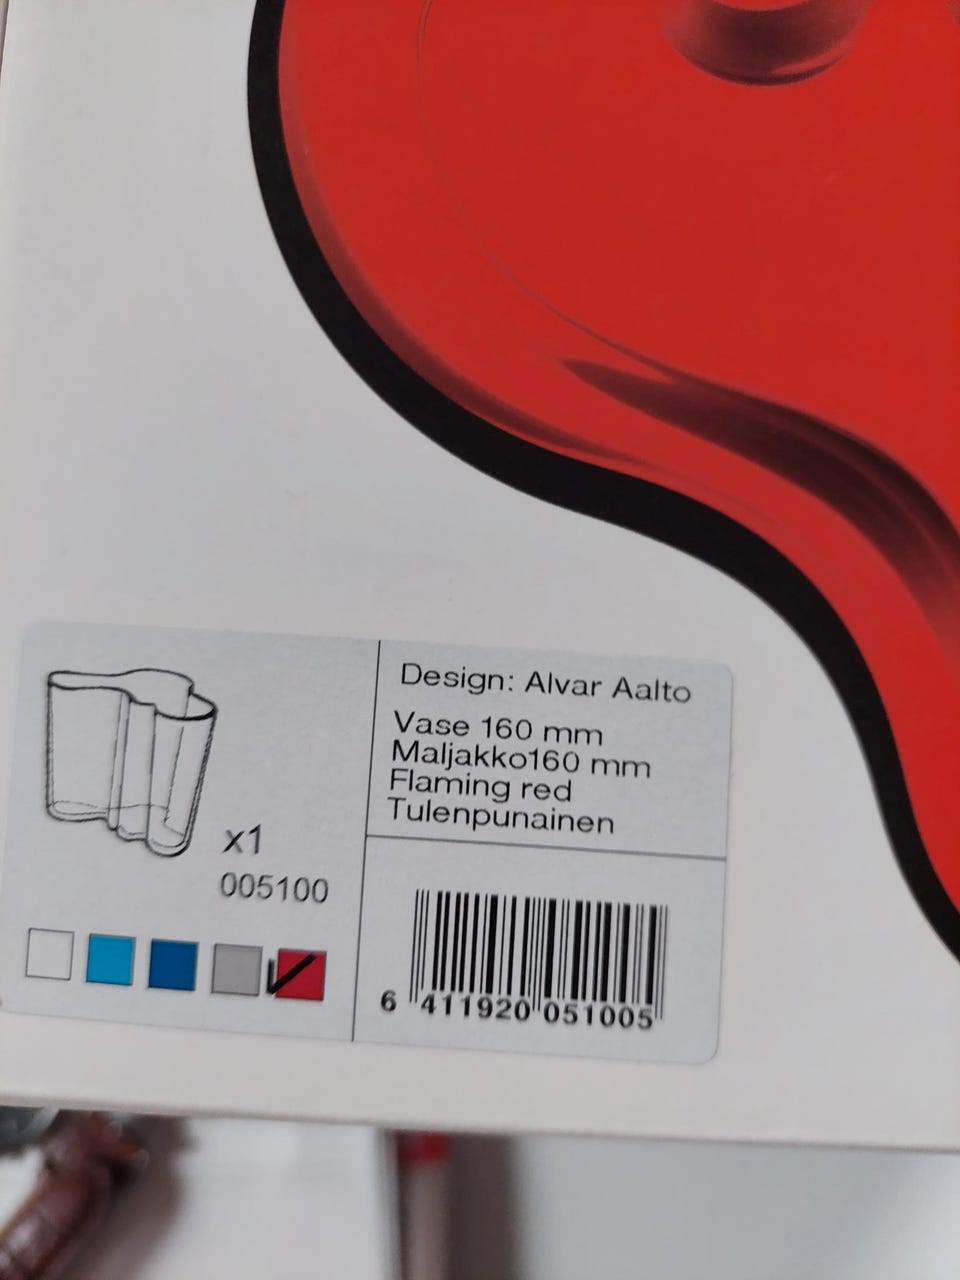 Design: Alvar Aalto
Vase 160 mm
Maljakko160 mm
Flaming red
Tulenpunainen
x1
005100
6 411920 051005